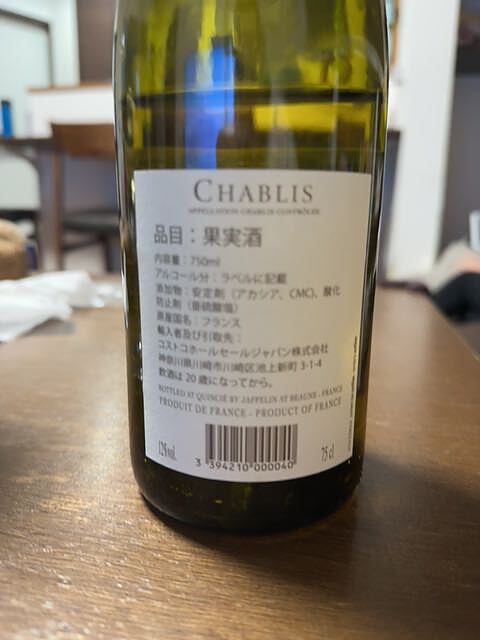 CHABLIS
APPELLATION CHABLIS CONTRÔLÉE
品目：果実酒
内容量：750ml
アルコール分：ラベルに記載
添加物：安定剤（アカシア、CMC)、酸化
防止剤（亜硫酸塩）
原産国名：フランス
輸入者及び引取先：
コストコホールセールジャパン株式会社
神奈川県川崎市川崎区池上新町 3-1-4
飲酒は 20 歳になってから。
BOTTLED ST QUINCIÉ BY JAPPELIN ST BEAUNE - FRANCE
PRODUIT DE FRANCE - PRODUCT OF FRANCE
12%vol.
3 394210 000040
75 cl